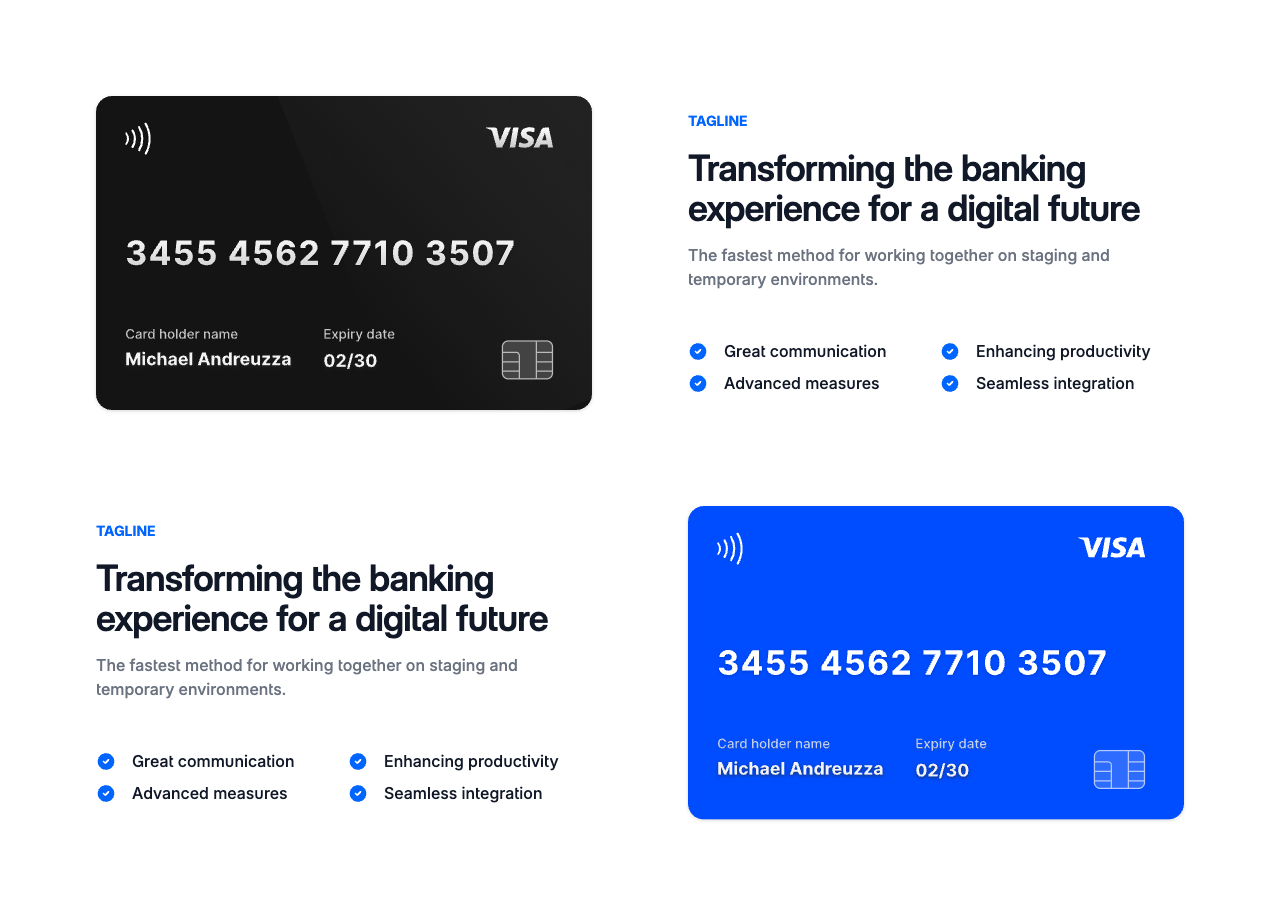 VISA
3455 4562 7710 3507
Card holder name Expiry date
Michael Andreuzza 02/30
TAGLINE
Transforming the banking
experience for a digital future
The fastest method for working together on staging and
temporary environments.
Great communication Enhancing productivity
Advanced measures Seamless integration
TAGLINE
Transforming the banking
experience for a digital future
The fastest method for working together on staging and
temporary environments.
Great communication Enhancing productivity
Advanced measures Seamless integration
VISA
3455 4562 7710 3507
Card holder name Expiry date
Michael Andreuzza 02/30